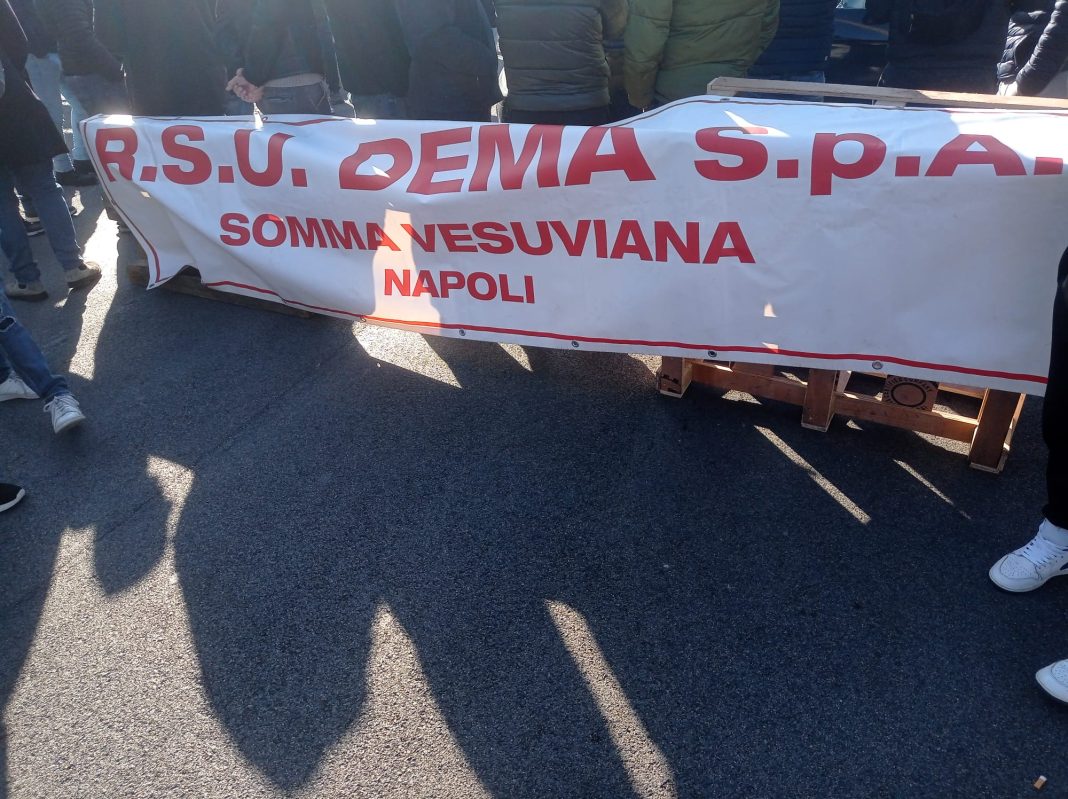 R.S.U. DEMA S.p.A.
SOMMA VESUVIANA
NAPOLI